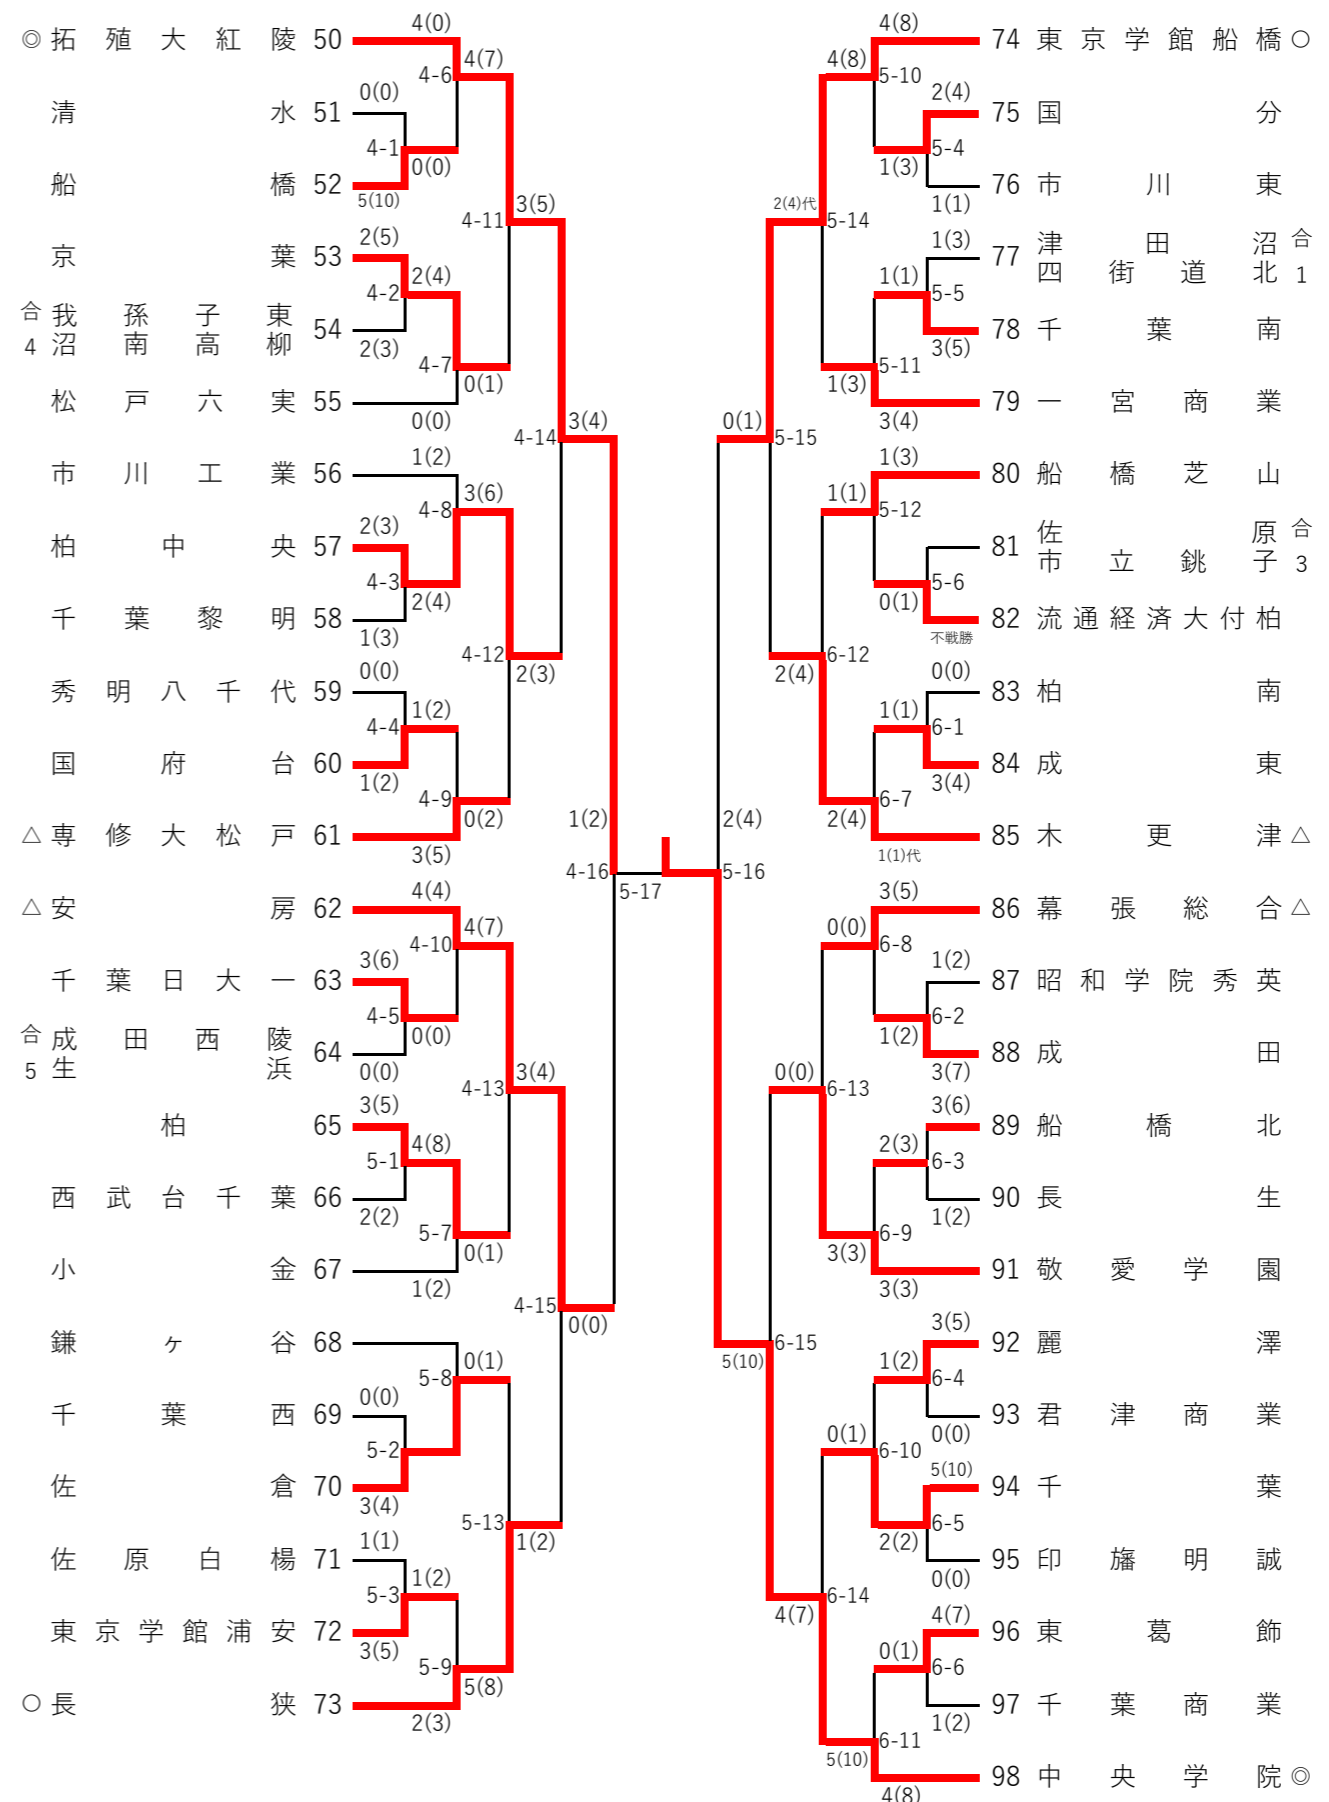 ◎ 拓殖大紅陵 50
清水 51
船橋 52
京葉 53
合4 我孫子東 沼南高柳 54
松戸六実 55
市川工業 56
柏中央 57
千葉黎明 58
秀明八千代 59
国府台 60
△ 専修大松戸 61
△ 安房 62
千葉日大一 63
合5 成田西陵 生浜 64
柏 65
西武台千葉 66
小金 67
鎌ヶ谷 68
千葉西 69
佐倉 70
佐原白楊 71
東京学館浦安 72
○ 長狭 73
4(0)
4(7)
4-6
0(0)
4-1
0(0)
5(10)
3(5)
4-11
2(5)
2(4)
4-2
2(3)
4-7
0(1)
0(0)
3(4)
4-14
1(2)
3(6)
4-8
2(3)
4-3
2(4)
1(3)
4-12
2(3)
0(0)
1(2)
4-4
1(2)
4-9
0(2)
3(5)
1(2)
4-16
5-17
4(4)
4(7)
4-10
3(6)
4-5
0(0)
0(0)
3(4)
4-13
3(5)
4(8)
5-1
2(2)
5-7
0(1)
1(2)
4-15
0(0)
0(1)
5-8
0(0)
5-2
3(4)
5-13
1(2)
1(1)
1(2)
5-3
3(5)
5-9
5(8)
2(3)
4(8)
4(8)
5-10
2(4)
5-4
1(3)
1(1)
2(4)代
5-14
1(3)
1(1)
5-5
3(5)
5-11
1(3)
3(4)
0(1)
5-15
1(3)
1(1)
5-12
5-6
0(1)
不戦勝
6-12
2(4)
0(0)
1(1)
6-1
3(4)
6-7
2(4)
1(1)代
2(4)
5-16
3(5)
0(0)
6-8
1(2)
6-2
1(2)
3(7)
0(0)
6-13
3(6)
2(3)
6-3
1(2)
6-9
3(3)
3(3)
6-15
5(10)
3(5)
1(2)
6-4
0(0)
0(1)
6-10
5(10)
6-5
2(2)
0(0)
6-14
4(7)
4(7)
0(1)
6-6
1(2)
6-11
5(10)
4(8)
74 東京学館船橋 ○
75 国分
76 市川東
77 津田沼 四街道北 合1
78 千葉南
79 一宮商業
80 船橋芝山
81 佐原 市立銚子 合3
82 流通経済大付柏
83 柏南
84 成東
85 木更津 △
86 幕張総合 △
87 昭和学院秀英
88 成田
89 船橋北
90 長生
91 敬愛学園
92 麗澤
93 君津商業
94 千葉
95 印旛明誠
96 東葛飾
97 千葉商業
98 中央学院 ◎